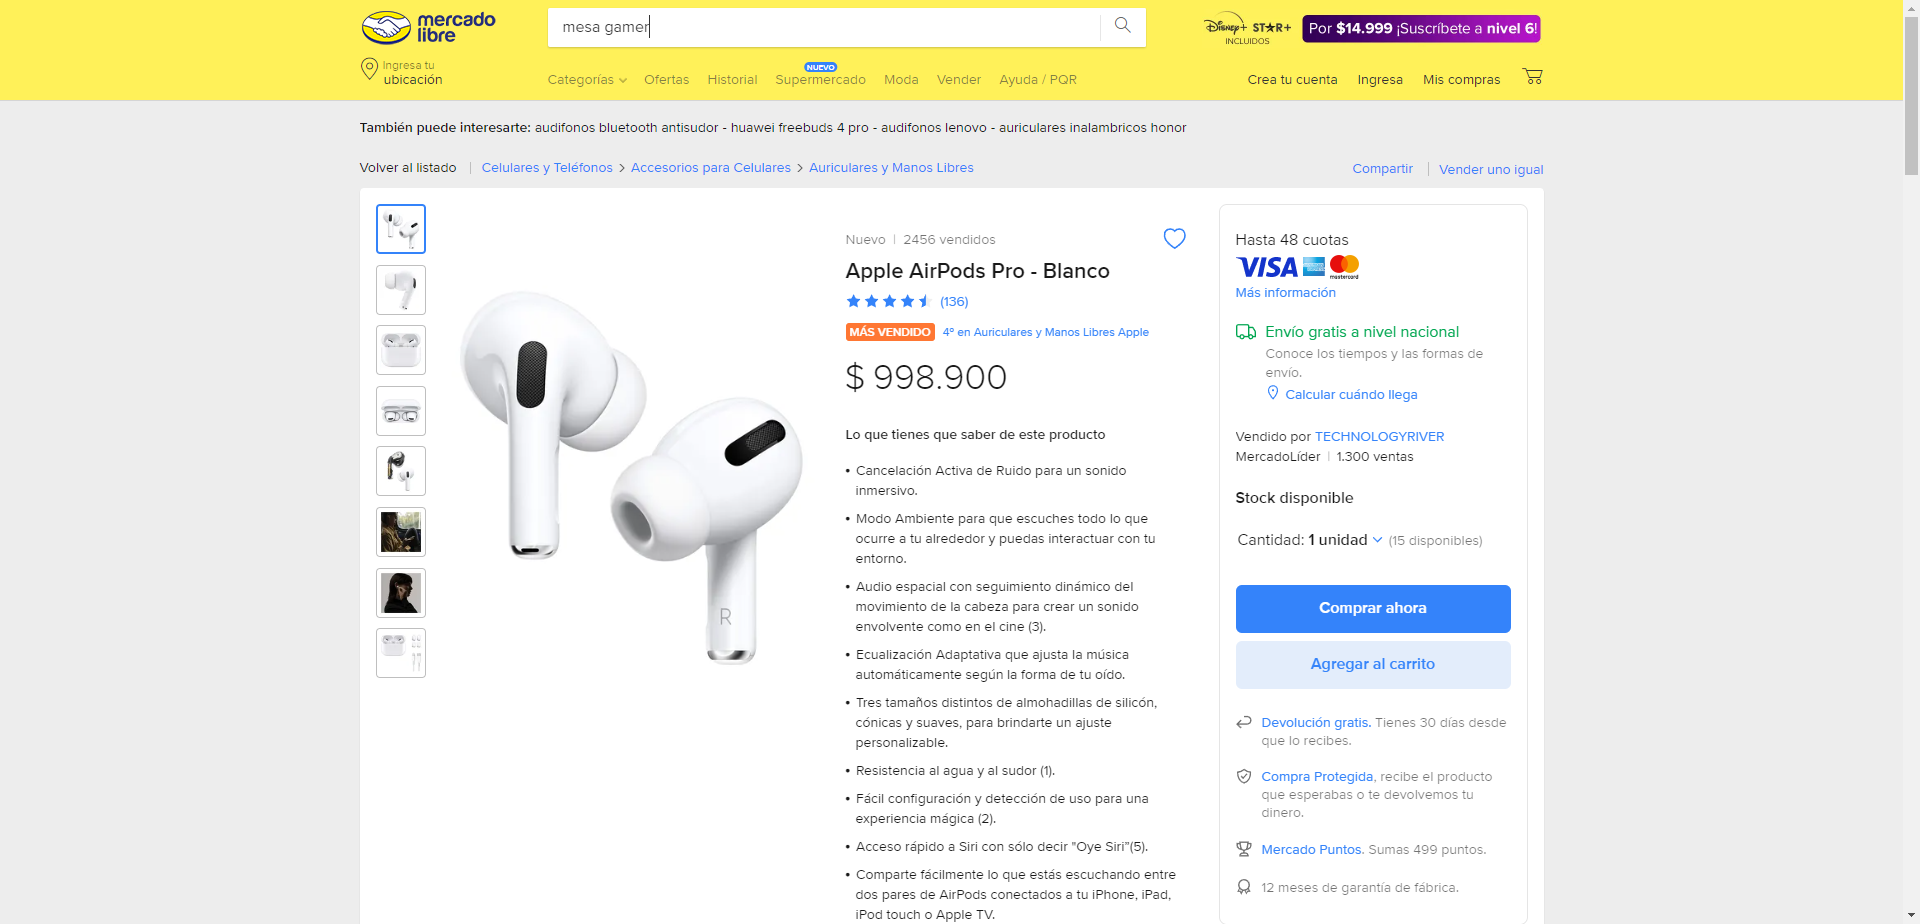 mercado
libre
mesa gamer
Disney+ STAR+
INCLUIDOS
Por $14.999 ¡Suscríbete a nivel 6!
Ingresa tu
ubicación
Categorías
Ofertas
Historial
NUEVO
Supermercado
Moda
Vender
Ayuda / PQR
Crea tu cuenta
Ingresa
Mis compras
También puede interesarte: audifonos bluetooth antisudor - huawei freebuds 4 pro - audifonos lenovo - auriculares inalambricos honor
Volver al listado | Celulares y Teléfonos > Accesorios para Celulares > Auriculares y Manos Libres
Compartir | Vender uno igual
Nuevo | 2456 vendidos
Apple AirPods Pro - Blanco
(136)
MÁS VENDIDO 4º en Auriculares y Manos Libres Apple
$ 998.900
Lo que tienes que saber de este producto
• Cancelación Activa de Ruido para un sonido
inmersivo.
• Modo Ambiente para que escuches todo lo que
ocurre a tu alrededor y puedas interactuar con tu
entorno.
• Audio espacial con seguimiento dinámico del
movimiento de la cabeza para crear un sonido
envolvente como en el cine (3).
• Ecualización Adaptativa que ajusta la música
automáticamente según la forma de tu oído.
• Tres tamaños distintos de almohadillas de silicón,
cónicas y suaves, para brindarte un ajuste
personalizable.
• Resistencia al agua y al sudor (1).
• Fácil configuración y detección de uso para una
experiencia mágica (2).
• Acceso rápido a Siri con sólo decir "Oye Siri”(5).
• Comparte fácilmente lo que estás escuchando entre
dos pares de AirPods conectados a tu iPhone, iPad,
iPod touch o Apple TV.
R
Hasta 48 cuotas
VISA
mastercard
Más información
Envío gratis a nivel nacional
Conoce los tiempos y las formas de
envío.
Calcular cuándo llega
Vendido por TECHNOLOGYRIVER
MercadoLíder | 1.300 ventas
Stock disponible
Cantidad: 1 unidad (15 disponibles)
Comprar ahora
Agregar al carrito
Devolución gratis. Tienes 30 días desde
que lo recibes.
Compra Protegida, recibe el producto
que esperabas o te devolvemos tu
dinero.
Mercado Puntos. Sumas 499 puntos.
12 meses de garantía de fábrica.